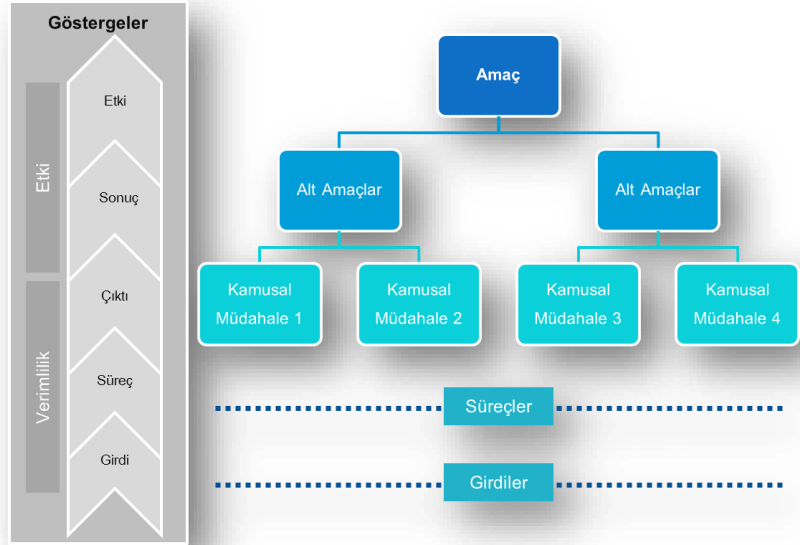 Göstergeler
Etki
Verimlilik
Etki
Sonuç
Çıktı
Süreç
Girdi
Amaç
Alt Amaçlar
Alt Amaçlar
Kamusal
Müdahale 1
Kamusal
Müdahale 2
Kamusal
Müdahale 3
Kamusal
Müdahale 4
Süreçler
Girdiler